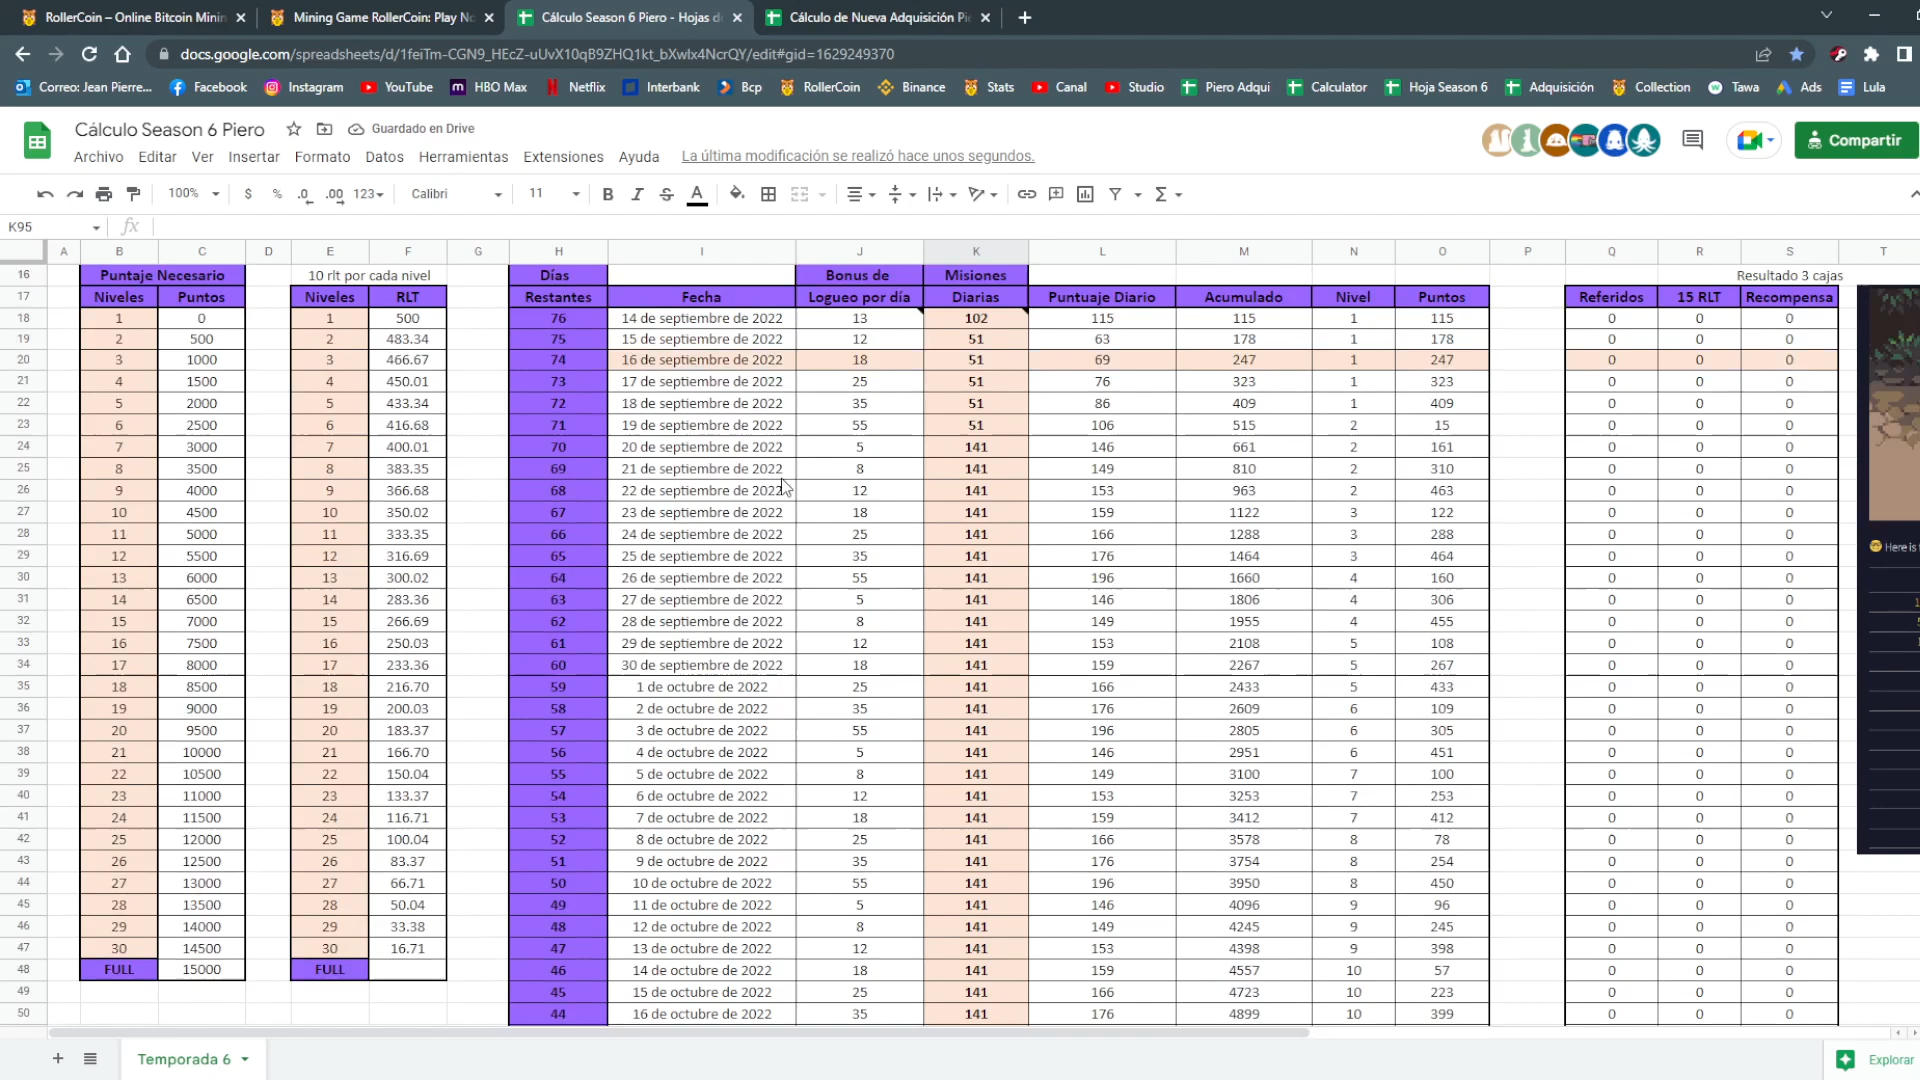 RollerCoin – Online Bitcoin Minin
Mining Game RollerCoin: Play No
Cálculo Season 6 Piero - Hojas d
Cálculo de Nueva Adquisición Pi
docs.google.com/spreadsheets/d/1feiTm-CGN9_HEcZ-uUvX10qB9ZHQ1kt_bXwlx4NcrQY/edit#gid=1629249370
Correo: Jean Pierre... Facebook Instagram YouTube HBO Max Netflix Interbank Bcp RollerCoin Binance Stats Canal Studio Piero Adqui Calculator Hoja Season 6 Adquisición Collection Tawa Ads Lula
Cálculo Season 6 Piero Guardado en Drive
Archivo Editar Ver Insertar Formato Datos Herramientas Extensiones Ayuda La última modificación se realizó hace unos segundos.
Compartir
100% $ % .0 .00 123 Calibri 11 B I S A
K95 fx
A B C D E F G H I J K L M N O P Q R S T
16 Puntaje Necesario 10 rlt por cada nivel Días Bonus de Misiones Resultado 3 cajas
17 Niveles Puntos Niveles RLT Restantes Fecha Logueo por día Diarias Puntuaje Diario Acumulado Nivel Puntos Referidos 15 RLT Recompensa
18 1 0 1 500 76 14 de septiembre de 2022 13 102 115 115 1 115 0 0 0
19 2 500 2 483.34 75 15 de septiembre de 2022 12 51 63 178 1 178 0 0 0
20 3 1000 3 466.67 74 16 de septiembre de 2022 18 51 69 247 1 247 0 0 0
21 4 1500 4 450.01 73 17 de septiembre de 2022 25 51 76 323 1 323 0 0 0
22 5 2000 5 433.34 72 18 de septiembre de 2022 35 51 86 409 1 409 0 0 0
23 6 2500 6 416.68 71 19 de septiembre de 2022 55 51 106 515 2 15 0 0 0
24 7 3000 7 400.01 70 20 de septiembre de 2022 5 141 146 661 2 161 0 0 0
25 8 3500 8 383.35 69 21 de septiembre de 2022 8 141 149 810 2 310 0 0 0
26 9 4000 9 366.68 68 22 de septiembre de 2022 12 141 153 963 2 463 0 0 0
27 10 4500 10 350.02 67 23 de septiembre de 2022 18 141 159 1122 3 122 0 0 0
28 11 5000 11 333.35 66 24 de septiembre de 2022 25 141 166 1288 3 288 0 0 0
29 12 5500 12 316.69 65 25 de septiembre de 2022 35 141 176 1464 3 464 0 0 0
30 13 6000 13 300.02 64 26 de septiembre de 2022 55 141 196 1660 4 160 0 0 0
31 14 6500 14 283.36 63 27 de septiembre de 2022 5 141 146 1806 4 306 0 0 0
32 15 7000 15 266.69 62 28 de septiembre de 2022 8 141 149 1955 4 455 0 0 0
33 16 7500 16 250.03 61 29 de septiembre de 2022 12 141 153 2108 5 108 0 0 0
34 17 8000 17 233.36 60 30 de septiembre de 2022 18 141 159 2267 5 267 0 0 0
35 18 8500 18 216.70 59 1 de octubre de 2022 25 141 166 2433 5 433 0 0 0
36 19 9000 19 200.03 58 2 de octubre de 2022 35 141 176 2609 6 109 0 0 0
37 20 9500 20 183.37 57 3 de octubre de 2022 55 141 196 2805 6 305 0 0 0
38 21 10000 21 166.70 56 4 de octubre de 2022 5 141 146 2951 6 451 0 0 0
39 22 10500 22 150.04 55 5 de octubre de 2022 8 141 149 3100 7 100 0 0 0
40 23 11000 23 133.37 54 6 de octubre de 2022 12 141 153 3253 7 253 0 0 0
41 24 11500 24 116.71 53 7 de octubre de 2022 18 141 159 3412 7 412 0 0 0
42 25 12000 25 100.04 52 8 de octubre de 2022 25 141 166 3578 8 78 0 0 0
43 26 12500 26 83.37 51 9 de octubre de 2022 35 141 176 3754 8 254 0 0 0
44 27 13000 27 66.71 50 10 de octubre de 2022 55 141 196 3950 8 450 0 0 0
45 28 13500 28 50.04 49 11 de octubre de 2022 5 141 146 4096 9 96 0 0 0
46 29 14000 29 33.38 48 12 de octubre de 2022 8 141 149 4245 9 245 0 0 0
47 30 14500 30 16.71 47 13 de octubre de 2022 12 141 153 4398 9 398 0 0 0
48 FULL 15000 FULL 46 14 de octubre de 2022 18 141 159 4557 10 57 0 0 0
49 45 15 de octubre de 2022 25 141 166 4723 10 223 0 0 0
50 44 16 de octubre de 2022 35 141 176 4899 10 399 0 0 0
Here is
Temporada 6
Explorar